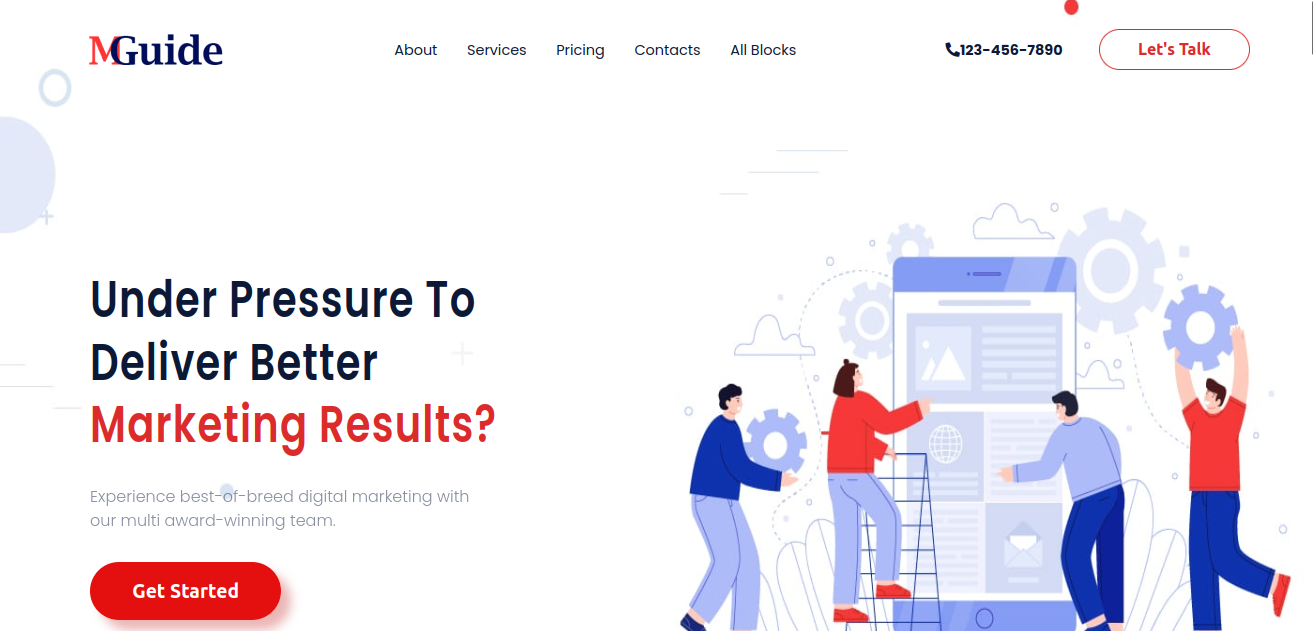 MGuide
About Services Pricing Contacts All Blocks
123-456-7890
Let's Talk
Under Pressure To
Deliver Better
Marketing Results?
Experience best-of-breed digital marketing with
our multi award-winning team.
Get Started